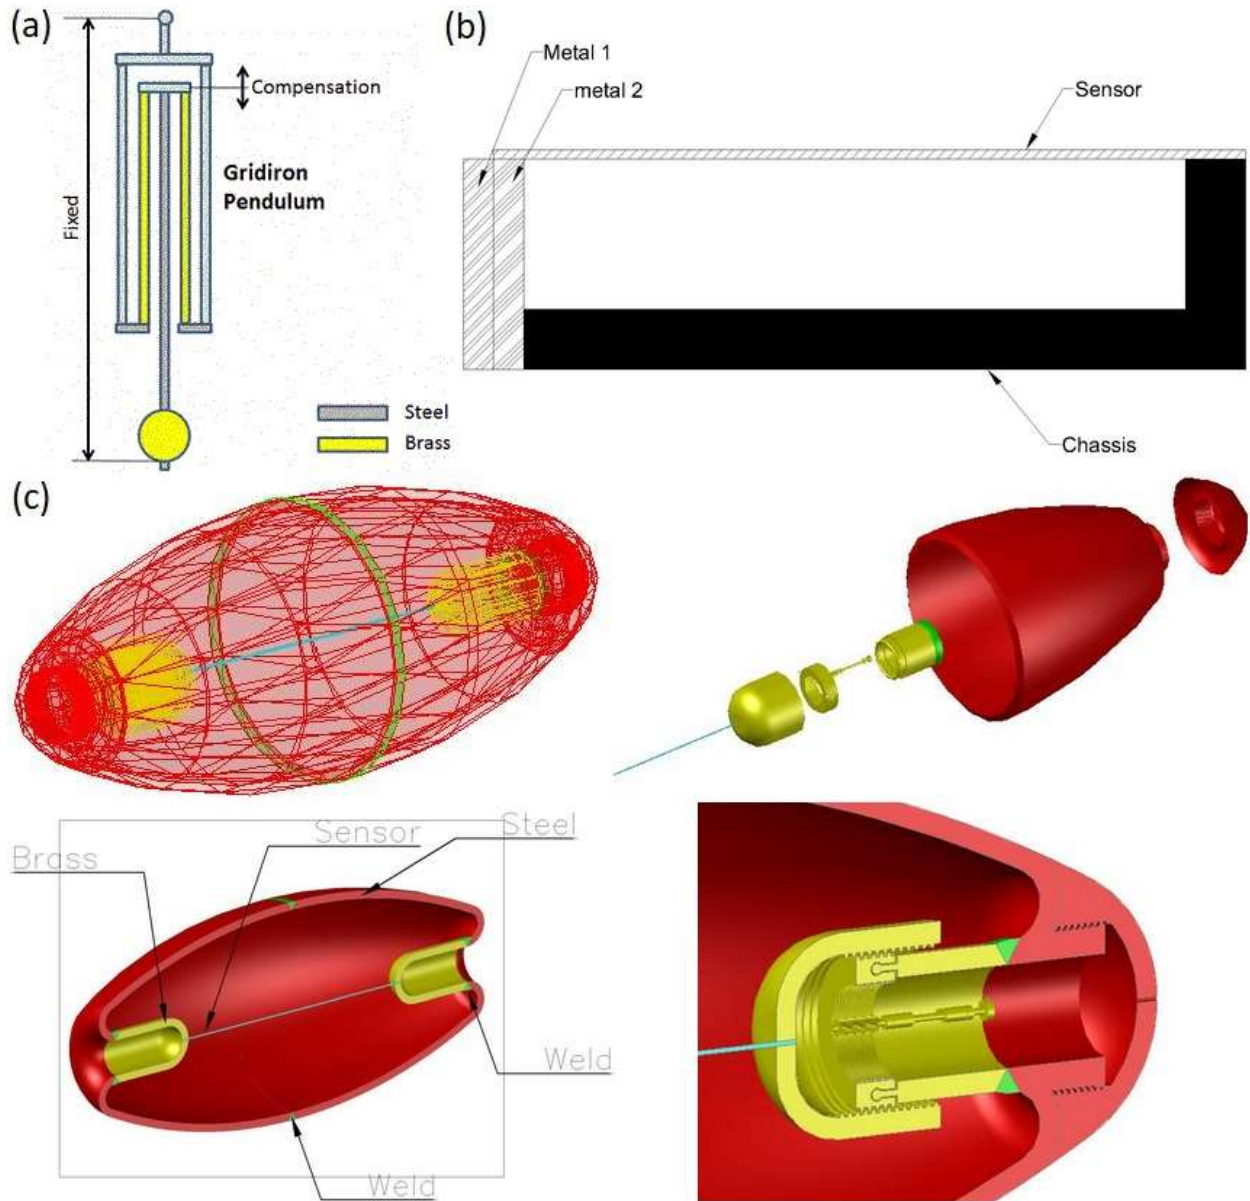 (a)
Compensation
Gridiron
Pendulum
Fixed
Steel
Brass
(b)
Metal 1
metal 2
Sensor
Chassis
(c)
Steel
Sensor
Brass
Weld
Weld